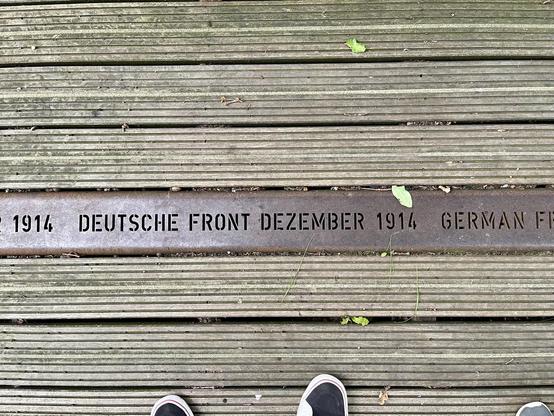 1914 DEUTSCHE FRONT DEZEMBER 1914 GERMAN